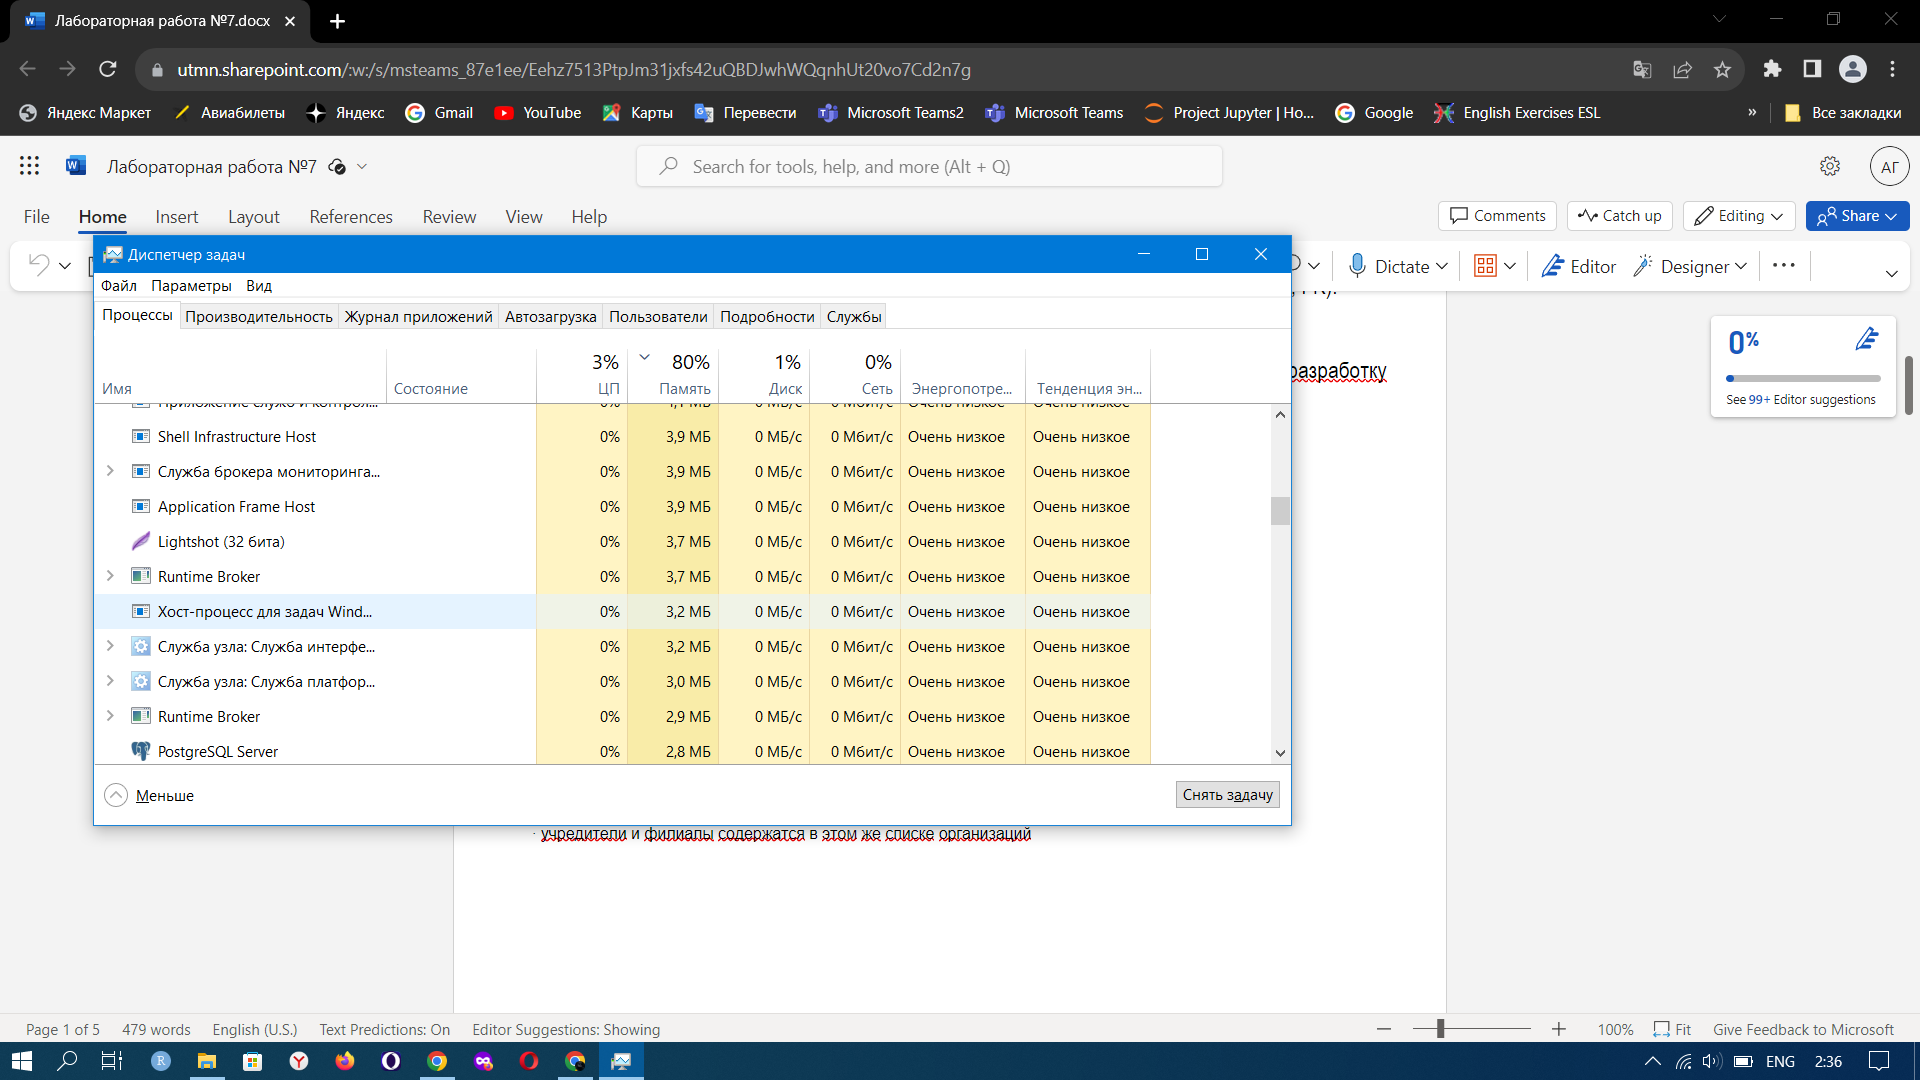 Лабораторная работа №7.docx
utmn.sharepoint.com/:w:/s/msteams_87e1ee/Eehz7513PtpJm31jxfs42uQBDJwhWQqnhUt20vo7Cd2n7g
Яндекс Маркет Авиабилеты Яндекс Gmail YouTube Карты Перевести Microsoft Teams2 Microsoft Teams Project Jupyter | Ho... Google English Exercises ESL » Все закладки
Лабораторная работа №7 Search for tools, help, and more (Alt + Q) АГ
File Home Insert Layout References Review View Help Comments Catch up Editing Share
Dictate Editor Designer
Диспетчер задач
Файл Параметры Вид
Процессы Производительность Журнал приложений Автозагрузка Пользователи Подробности Службы
3% 80% 1% 0%
Имя Состояние ЦП Память Диск Сеть Энергопотре... Тенденция эн...
Shell Infrastructure Host 0% 3,9 МБ 0 МБ/с 0 Мбит/с Очень низкое Очень низкое
Служба брокера мониторинга... 0% 3,9 МБ 0 МБ/с 0 Мбит/с Очень низкое Очень низкое
Application Frame Host 0% 3,9 МБ 0 МБ/с 0 Мбит/с Очень низкое Очень низкое
Lightshot (32 бита) 0% 3,7 МБ 0 МБ/с 0 Мбит/с Очень низкое Очень низкое
Runtime Broker 0% 3,7 МБ 0 МБ/с 0 Мбит/с Очень низкое Очень низкое
Хост-процесс для задач Wind... 0% 3,2 МБ 0 МБ/с 0 Мбит/с Очень низкое Очень низкое
Служба узла: Служба интерфе... 0% 3,2 МБ 0 МБ/с 0 Мбит/с Очень низкое Очень низкое
Служба узла: Служба платфор... 0% 3,0 МБ 0 МБ/с 0 Мбит/с Очень низкое Очень низкое
Runtime Broker 0% 2,9 МБ 0 МБ/с 0 Мбит/с Очень низкое Очень низкое
PostgreSQL Server 0% 2,8 МБ 0 МБ/с 0 Мбит/с Очень низкое Очень низкое
Меньше Снять задачу
разработку
0%
See 99+ Editor suggestions
· учредители и филиалы содержатся в этом же списке организаций
Page 1 of 5 479 words English (U.S.) Text Predictions: On Editor Suggestions: Showing 100% Fit Give Feedback to Microsoft
ENG 2:36